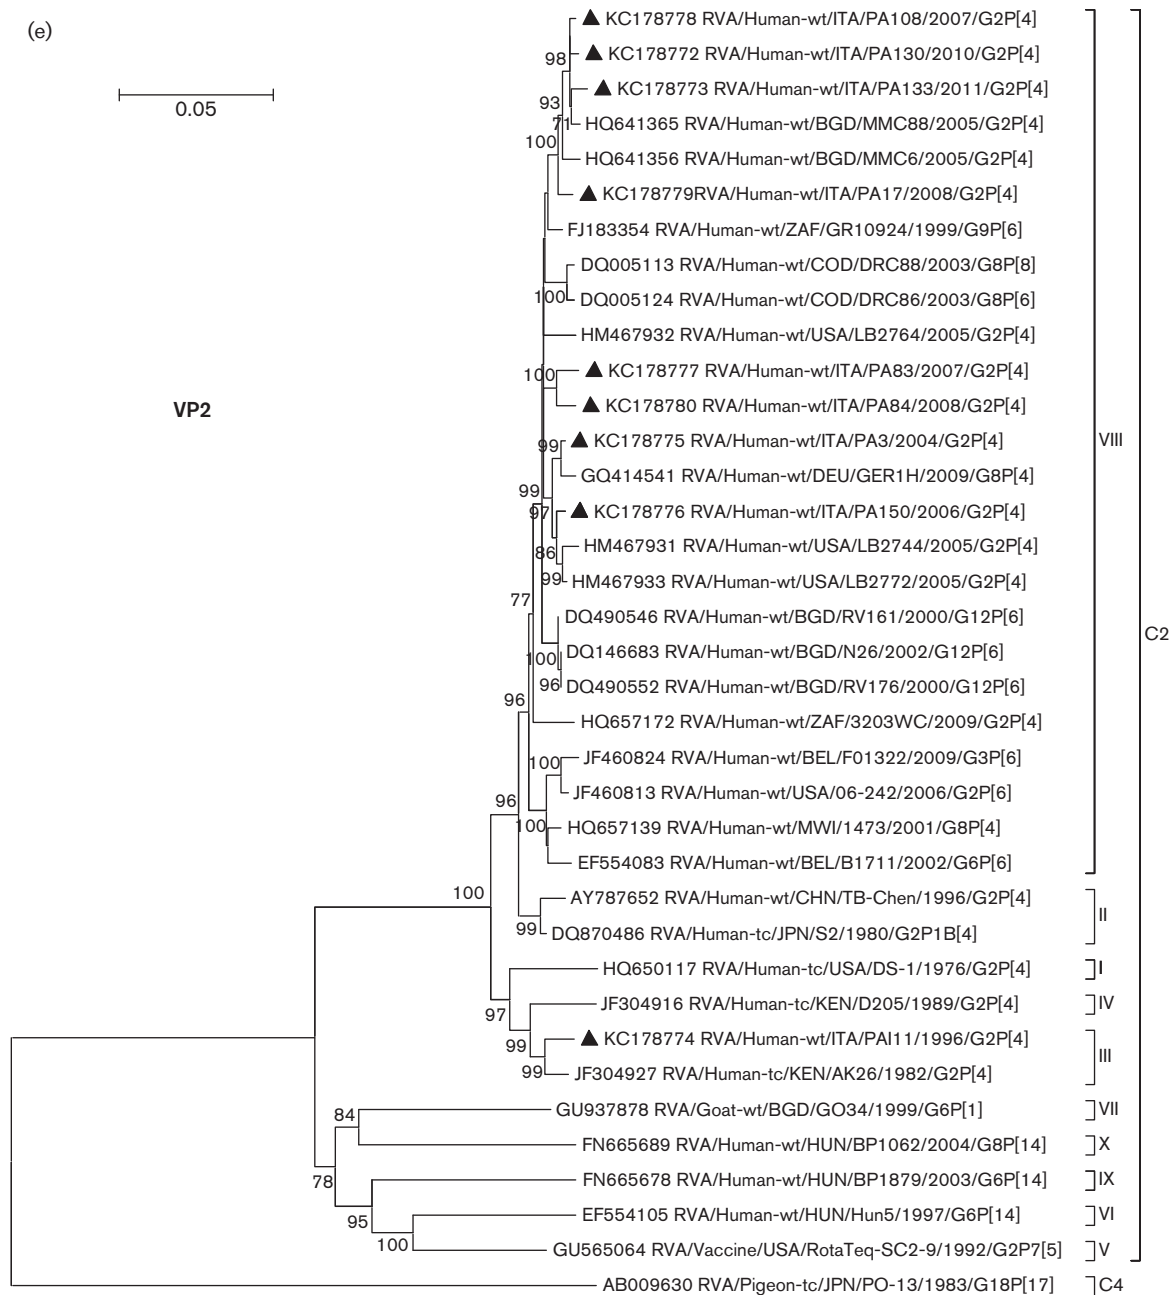 (e)
0.05
VP2
▲ KC178778 RVA/Human-wt/ITA/PA108/2007/G2P[4]
98
▲ KC178772 RVA/Human-wt/ITA/PA130/2010/G2P[4]
▲ KC178773 RVA/Human-wt/ITA/PA133/2011/G2P[4]
93
71
HQ641365 RVA/Human-wt/BGD/MMC88/2005/G2P[4]
100
HQ641356 RVA/Human-wt/BGD/MMC6/2005/G2P[4]
▲ KC178779RVA/Human-wt/ITA/PA17/2008/G2P[4]
FJ183354 RVA/Human-wt/ZAF/GR10924/1999/G9P[6]
DQ005113 RVA/Human-wt/COD/DRC88/2003/G8P[8]
100
DQ005124 RVA/Human-wt/COD/DRC86/2003/G8P[6]
HM467932 RVA/Human-wt/USA/LB2764/2005/G2P[4]
100
▲ KC178777 RVA/Human-wt/ITA/PA83/2007/G2P[4]
▲ KC178780 RVA/Human-wt/ITA/PA84/2008/G2P[4]
99
▲ KC178775 RVA/Human-wt/ITA/PA3/2004/G2P[4]
VIII
GQ414541 RVA/Human-wt/DEU/GER1H/2009/G8P[4]
99
97
▲ KC178776 RVA/Human-wt/ITA/PA150/2006/G2P[4]
86
HM467931 RVA/Human-wt/USA/LB2744/2005/G2P[4]
99
HM467933 RVA/Human-wt/USA/LB2772/2005/G2P[4]
77
DQ490546 RVA/Human-wt/BGD/RV161/2000/G12P[6]
C2
100
DQ146683 RVA/Human-wt/BGD/N26/2002/G12P[6]
96
DQ490552 RVA/Human-wt/BGD/RV176/2000/G12P[6]
96
HQ657172 RVA/Human-wt/ZAF/3203WC/2009/G2P[4]
100
JF460824 RVA/Human-wt/BEL/F01322/2009/G3P[6]
JF460813 RVA/Human-wt/USA/06-242/2006/G2P[6]
96
100
HQ657139 RVA/Human-wt/MWI/1473/2001/G8P[4]
EF554083 RVA/Human-wt/BEL/B1711/2002/G6P[6]
100
AY787652 RVA/Human-wt/CHN/TB-Chen/1996/G2P[4]
II
99
DQ870486 RVA/Human-tc/JPN/S2/1980/G2P1B[4]
HQ650117 RVA/Human-tc/USA/DS-1/1976/G2P[4]
I
97
JF304916 RVA/Human-tc/KEN/D205/1989/G2P[4]
IV
99
▲ KC178774 RVA/Human-wt/ITA/PAI11/1996/G2P[4]
III
99
JF304927 RVA/Human-tc/KEN/AK26/1982/G2P[4]
84
GU937878 RVA/Goat-wt/BGD/GO34/1999/G6P[1]
VII
FN665689 RVA/Human-wt/HUN/BP1062/2004/G8P[14]
X
78
FN665678 RVA/Human-wt/HUN/BP1879/2003/G6P[14]
IX
95
EF554105 RVA/Human-wt/HUN/Hun5/1997/G6P[14]
VI
100
GU565064 RVA/Vaccine/USA/RotaTeq-SC2-9/1992/G2P7[5]
V
AB009630 RVA/Pigeon-tc/JPN/PO-13/1983/G18P[17]
C4